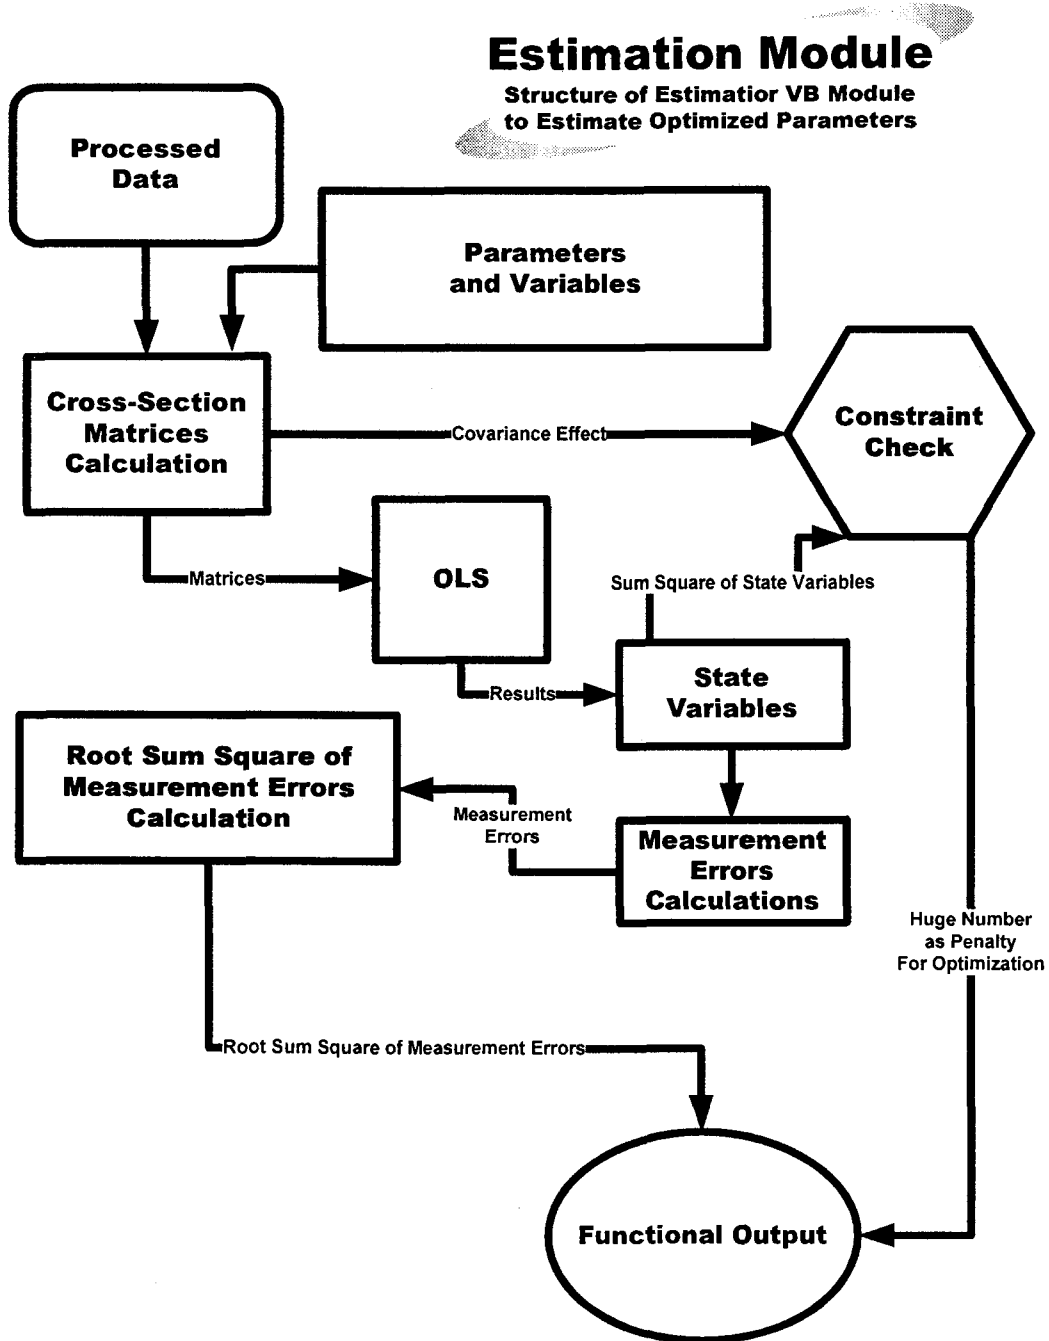 Estimation Module
Structure of Estimatior VB Module
to Estimate Optimized Parameters
Processed
Data
Parameters
and Variables
Cross-Section
Matrices
Calculation
Covariance Effect
Constraint
Check
Matrices
OLS
Sum Square of State Variables
Results
State
Variables
Root Sum Square of
Measurement Errors
Calculation
Measurement
Errors
Measurement
Errors
Calculations
Huge Number
as Penalty
For Optimization
Root Sum Square of Measurement Errors
Functional Output